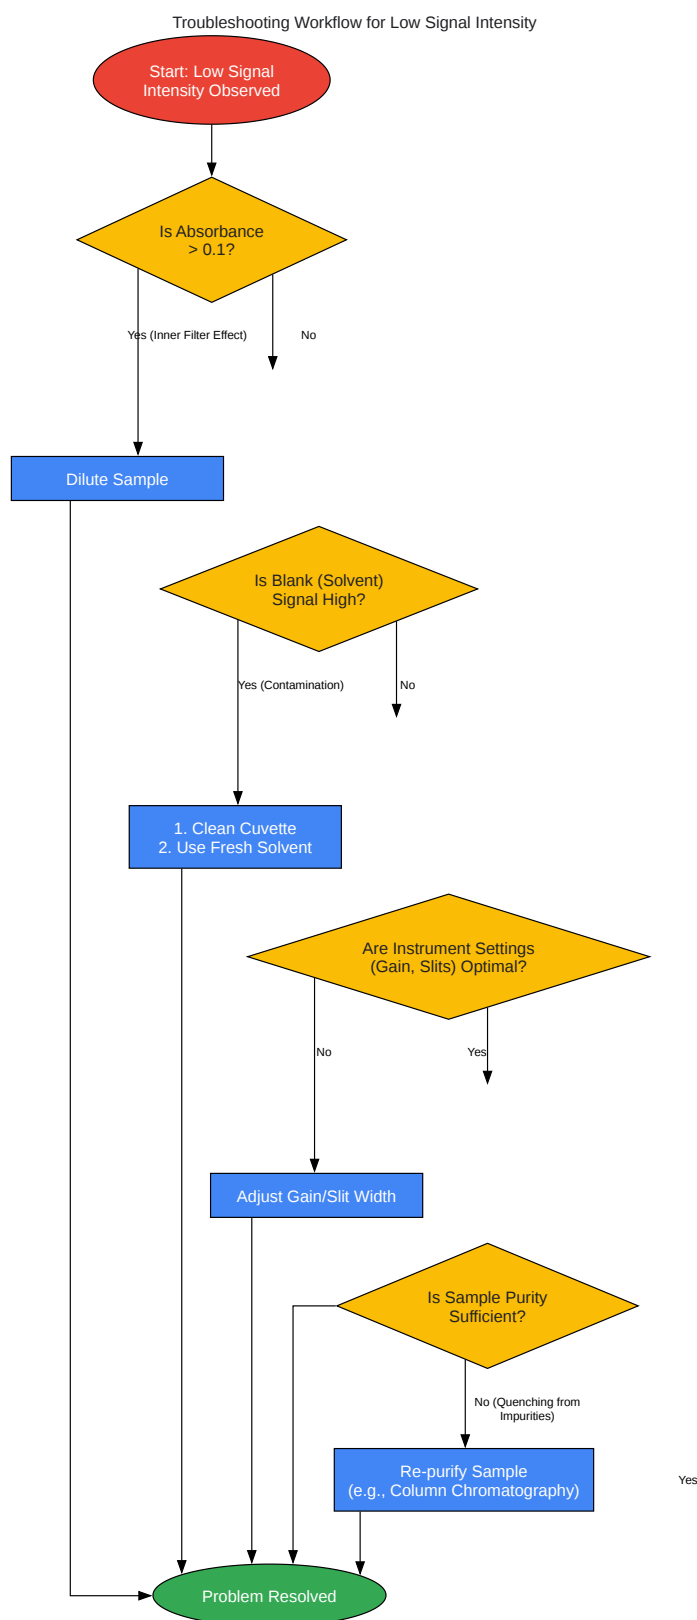 Troubleshooting Workflow for Low Signal Intensity
Start: Low Signal
Intensity Observed
Is Absorbance
> 0.1?
Yes (Inner Filter Effect)
No
Dilute Sample
Is Blank (Solvent)
Signal High?
Yes (Contamination)
No
1. Clean Cuvette
2. Use Fresh Solvent
Are Instrument Settings
(Gain, Slits) Optimal?
No
Yes
Adjust Gain/Slit Width
Is Sample Purity
Sufficient?
No (Quenching from
Impurities)
Re-purify Sample
(e.g., Column Chromatography)
Yes
Problem Resolved